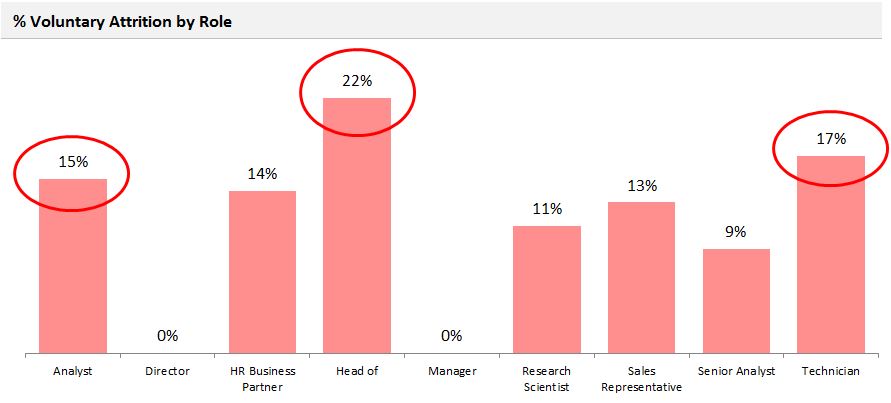 % Voluntary Attrition by Role
22%
17%
15%
14%
13%
11%
9%
0%
0%
Analyst
Director
HR Business
Partner
Head of
Manager
Research
Scientist
Sales
Representative
Senior Analyst
Technician